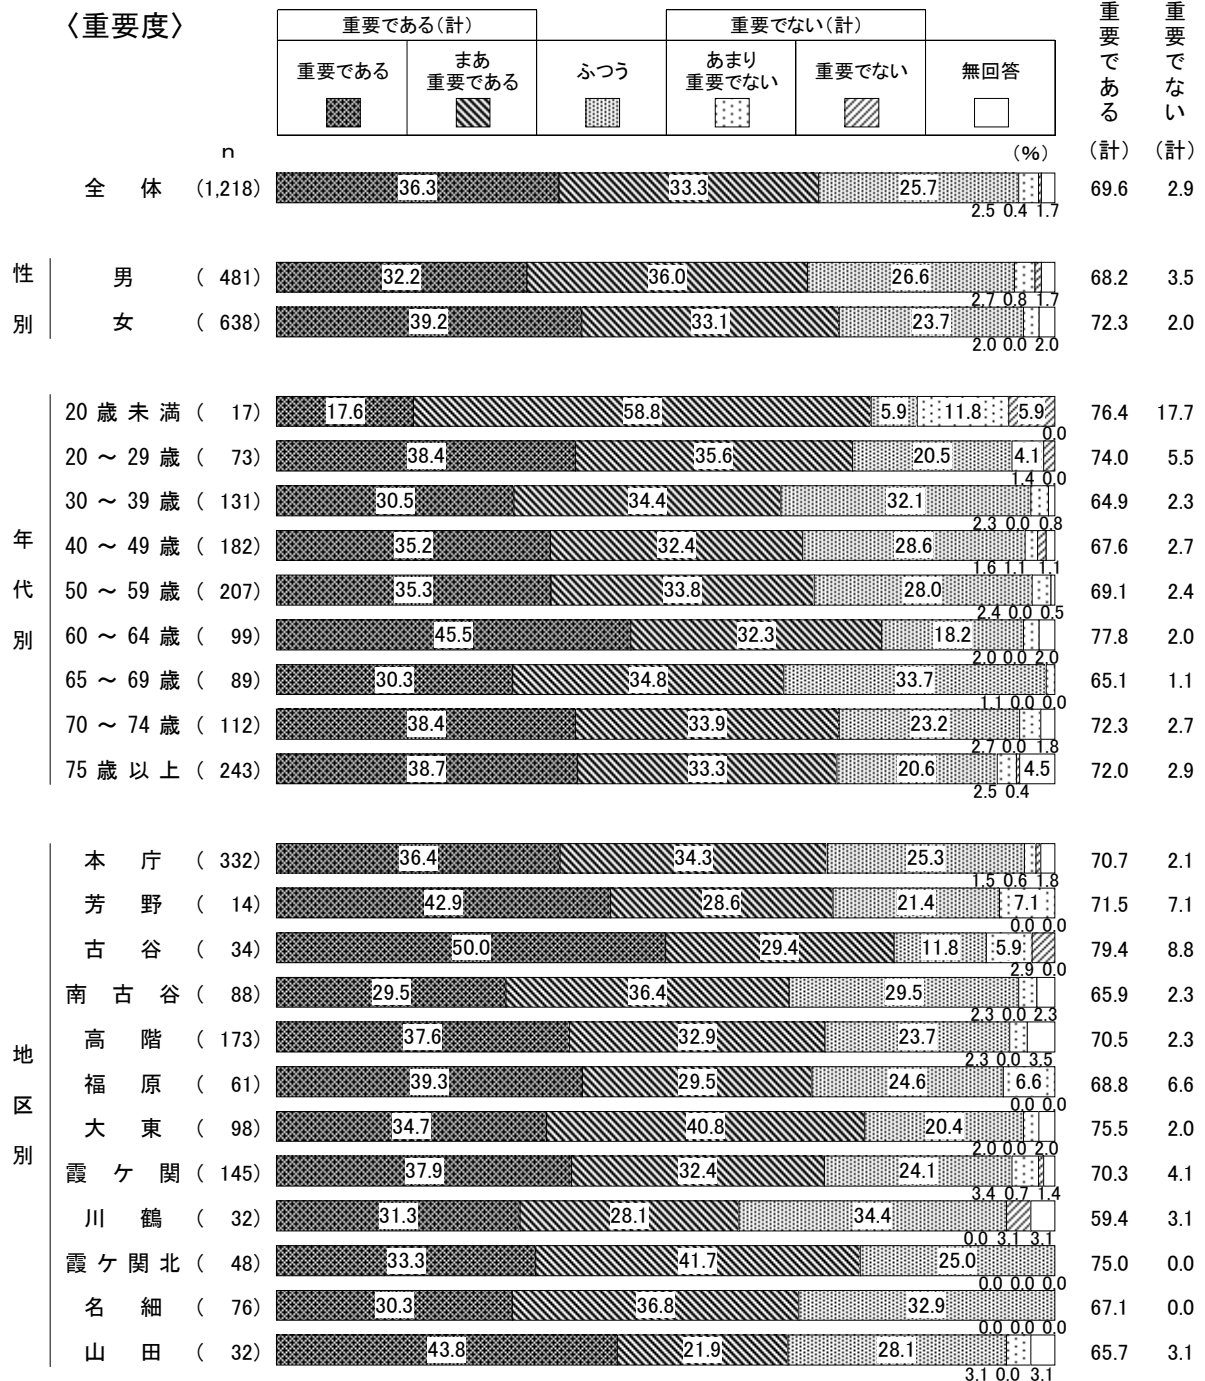 〈重要度〉
重要である(計)
重要でない(計)
重要である
まあ
重要である
ふつう
あまり
重要でない
重要でない
無回答
重要である(計)
重要でない(計)
n
(%)
全体 (1,218) 36.3 33.3 25.7 2.5 0.4 1.7 69.6 2.9
性別
男 (481) 32.2 36.0 26.6 2.7 0.8 1.7 68.2 3.5
女 (638) 39.2 33.1 23.7 2.0 0.0 2.0 72.3 2.0
年代別
20歳未満 (17) 17.6 58.8 5.9 11.8 5.9 0.0 76.4 17.7
20～29歳 (73) 38.4 35.6 20.5 4.1 1.4 0.0 74.0 5.5
30～39歳 (131) 30.5 34.4 32.1 2.3 0.0 0.8 64.9 2.3
40～49歳 (182) 35.2 32.4 28.6 1.6 1.1 1.1 67.6 2.7
50～59歳 (207) 35.3 33.8 28.0 2.4 0.0 0.5 69.1 2.4
60～64歳 (99) 45.5 32.3 18.2 2.0 0.0 2.0 77.8 2.0
65～69歳 (89) 30.3 34.8 33.7 1.1 0.0 0.0 65.1 1.1
70～74歳 (112) 38.4 33.9 23.2 2.7 0.0 1.8 72.3 2.7
75歳以上 (243) 38.7 33.3 20.6 2.5 0.4 4.5 72.0 2.9
地区別
本庁 (332) 36.4 34.3 25.3 1.5 0.6 1.8 70.7 2.1
芳野 (14) 42.9 28.6 21.4 7.1 0.0 0.0 71.5 7.1
古谷 (34) 50.0 29.4 11.8 5.9 2.9 0.0 79.4 8.8
南古谷 (88) 29.5 36.4 29.5 2.3 0.0 2.3 65.9 2.3
高階 (173) 37.6 32.9 23.7 2.3 0.0 3.5 70.5 2.3
福原 (61) 39.3 29.5 24.6 6.6 0.0 0.0 68.8 6.6
大東 (98) 34.7 40.8 20.4 2.0 0.0 2.0 75.5 2.0
霞ケ関 (145) 37.9 32.4 24.1 3.4 0.7 1.4 70.3 4.1
川鶴 (32) 31.3 28.1 34.4 0.0 3.1 3.1 59.4 3.1
霞ケ関北 (48) 33.3 41.7 25.0 0.0 0.0 0.0 75.0 0.0
名細 (76) 30.3 36.8 32.9 0.0 0.0 0.0 67.1 0.0
山田 (32) 43.8 21.9 28.1 3.1 0.0 3.1 65.7 3.1